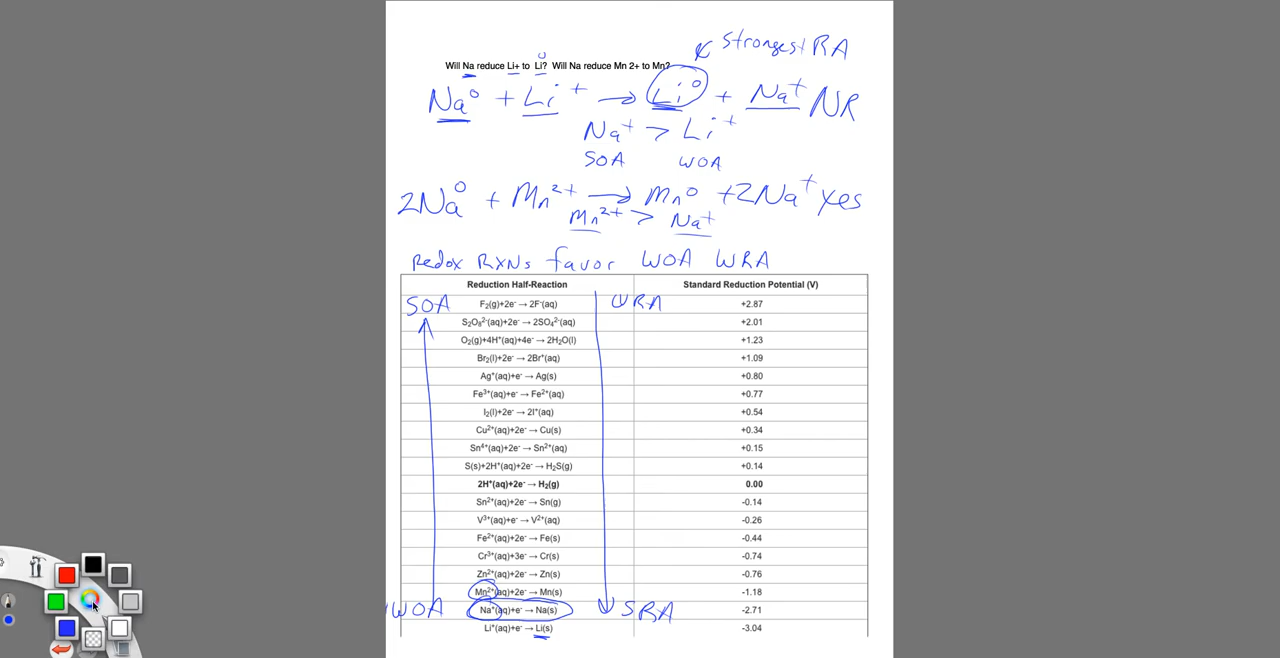 strongest RA
Will Na reduce Li+ to Li? Will Na reduce Mn 2+ to Mn?
Na⁰ + Li⁺ → Li⁰ + Na⁺ NR
Na⁺ > Li⁺
SOA WOA
2Na⁰ + Mn²⁺ → Mn⁰ + 2Na⁺ yes
Mn²⁺ > Na⁺
Redox RXNs favor WOA WRA
Reduction Half-Reaction Standard Reduction Potential (V)
SOA F₂(g)+2e⁻ → 2F⁻(aq) WRA +2.87
S₂O₈²⁻(aq)+2e⁻ → 2SO₄²⁻(aq) +2.01
O₂(g)+4H⁺(aq)+4e⁻ → 2H₂O(l) +1.23
Br₂(l)+2e⁻ → 2Br⁺(aq) +1.09
Ag⁺(aq)+e⁻ → Ag(s) +0.80
Fe³⁺(aq)+e⁻ → Fe²⁺(aq) +0.77
I₂(l)+2e⁻ → 2I⁺(aq) +0.54
Cu²⁺(aq)+2e⁻ → Cu(s) +0.34
Sn⁴⁺(aq)+2e⁻ → Sn²⁺(aq) +0.15
S(s)+2H⁺(aq)+2e⁻ → H₂S(g) +0.14
2H⁺(aq)+2e⁻ → H₂(g) 0.00
Sn²⁺(aq)+2e⁻ → Sn(g) -0.14
V³⁺(aq)+e⁻ → V²⁺(aq) -0.26
Fe²⁺(aq)+2e⁻ → Fe(s) -0.44
Cr³⁺(aq)+3e⁻ → Cr(s) -0.74
Zn²⁺(aq)+2e⁻ → Zn(s) -0.76
Mn²⁺(aq)+2e⁻ → Mn(s) -1.18
WOA Na⁺(aq)+e⁻ → Na(s) SRA -2.71
Li⁺(aq)+e⁻ → Li(s) -3.04